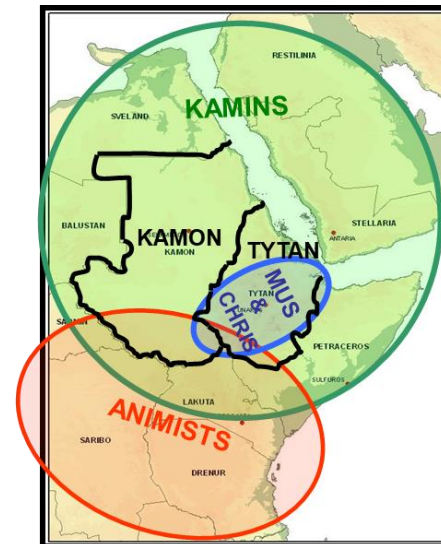 RESTILINIA
KAMINS
SVELAND
BALUSTAN
KAMON
KAMON
TYTAN
STELLARIA
ANTARIA
TYTAN
MUS
&
CHRIS
PETRACEROS
SULFUROS
LAKUTA
ANIMISTS
SARIBO
DRENUR